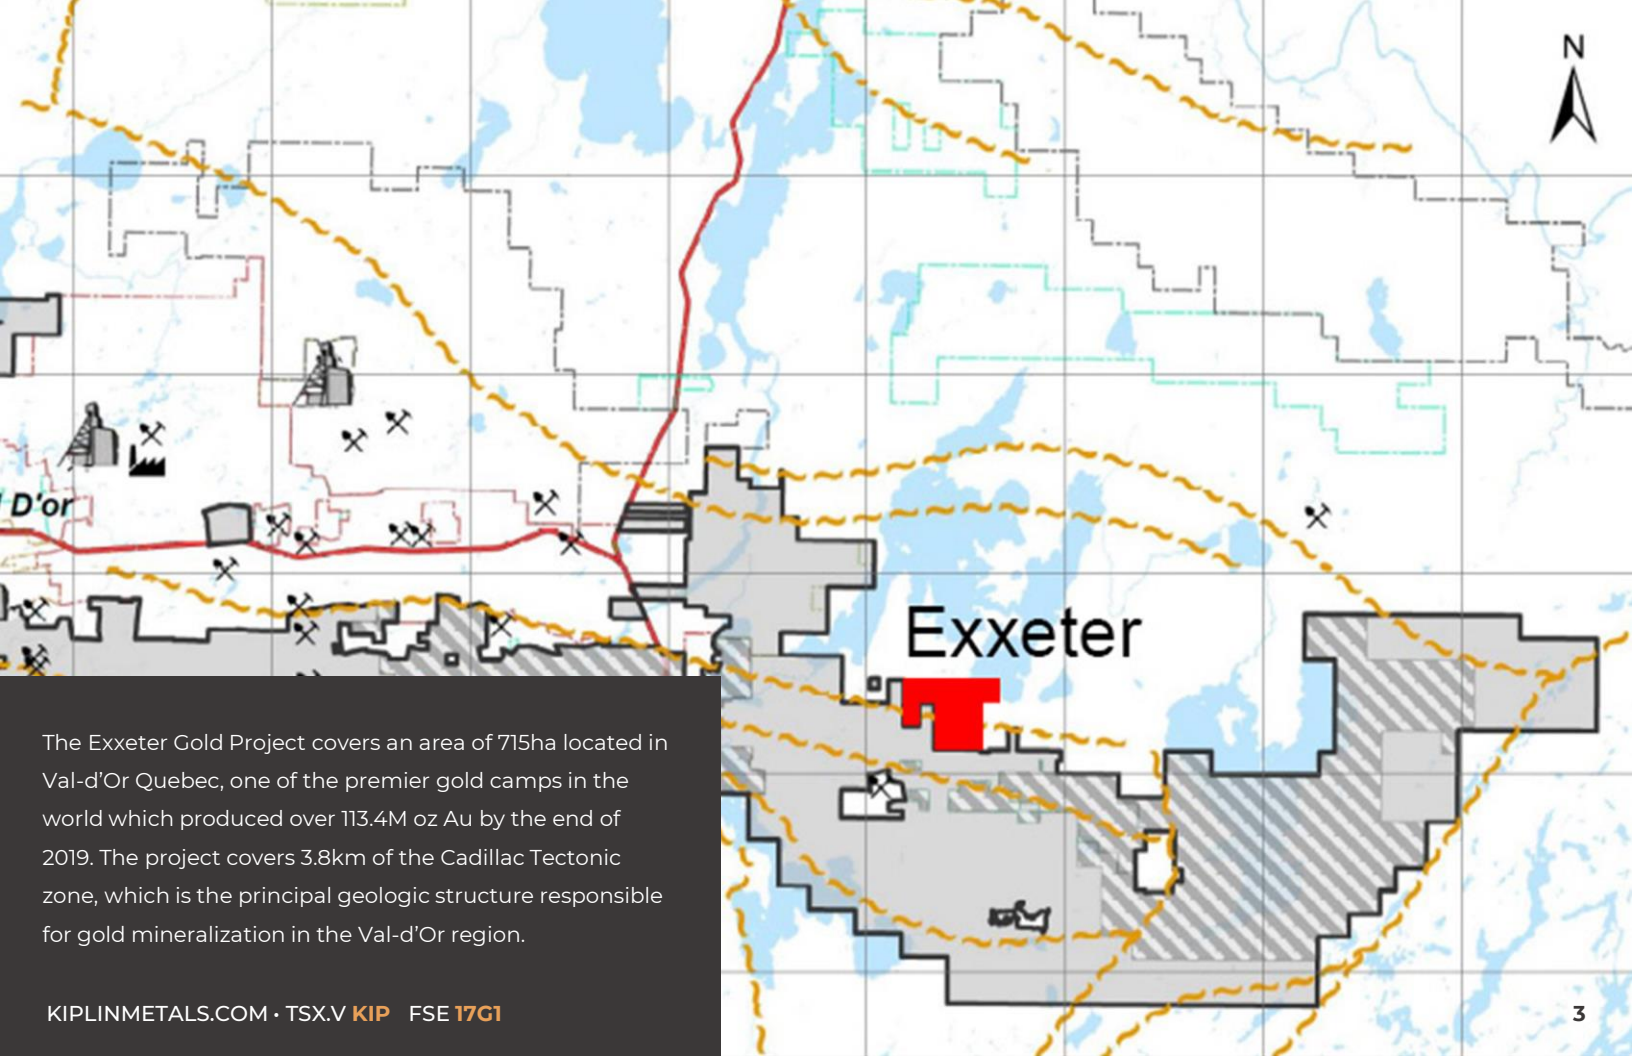 N
D'or
Exxeter
The Exxeter Gold Project covers an area of 715ha located in
Val-d’Or Quebec, one of the premier gold camps in the
world which produced over 113.4M oz Au by the end of
2019. The project covers 3.8km of the Cadillac Tectonic
zone, which is the principal geologic structure responsible
for gold mineralization in the Val-d’Or region.
KIPLINMETALS.COM • TSX.V KIP FSE 17G1
3